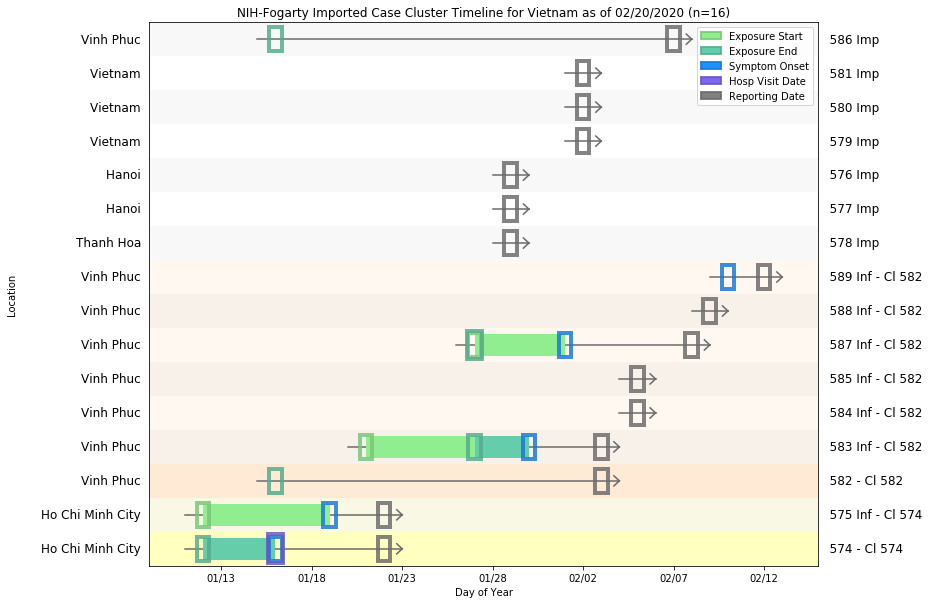 NIH-Fogarty Imported Case Cluster Timeline for Vietnam as of 02/20/2020 (n=16)
Exposure Start
Exposure End
Symptom Onset
Hosp Visit Date
Reporting Date
Vinh Phuc 586 Imp
Vietnam 581 Imp
Vietnam 580 Imp
Vietnam 579 Imp
Hanoi 576 Imp
Hanoi 577 Imp
Thanh Hoa 578 Imp
Vinh Phuc 589 Inf - Cl 582
Vinh Phuc 588 Inf - Cl 582
Vinh Phuc 587 Inf - Cl 582
Vinh Phuc 585 Inf - Cl 582
Vinh Phuc 584 Inf - Cl 582
Vinh Phuc 583 Inf - Cl 582
Vinh Phuc 582 - Cl 582
Ho Chi Minh City 575 Inf - Cl 574
Ho Chi Minh City 574 - Cl 574
Location
01/13 01/18 01/23 01/28 02/02 02/07 02/12
Day of Year